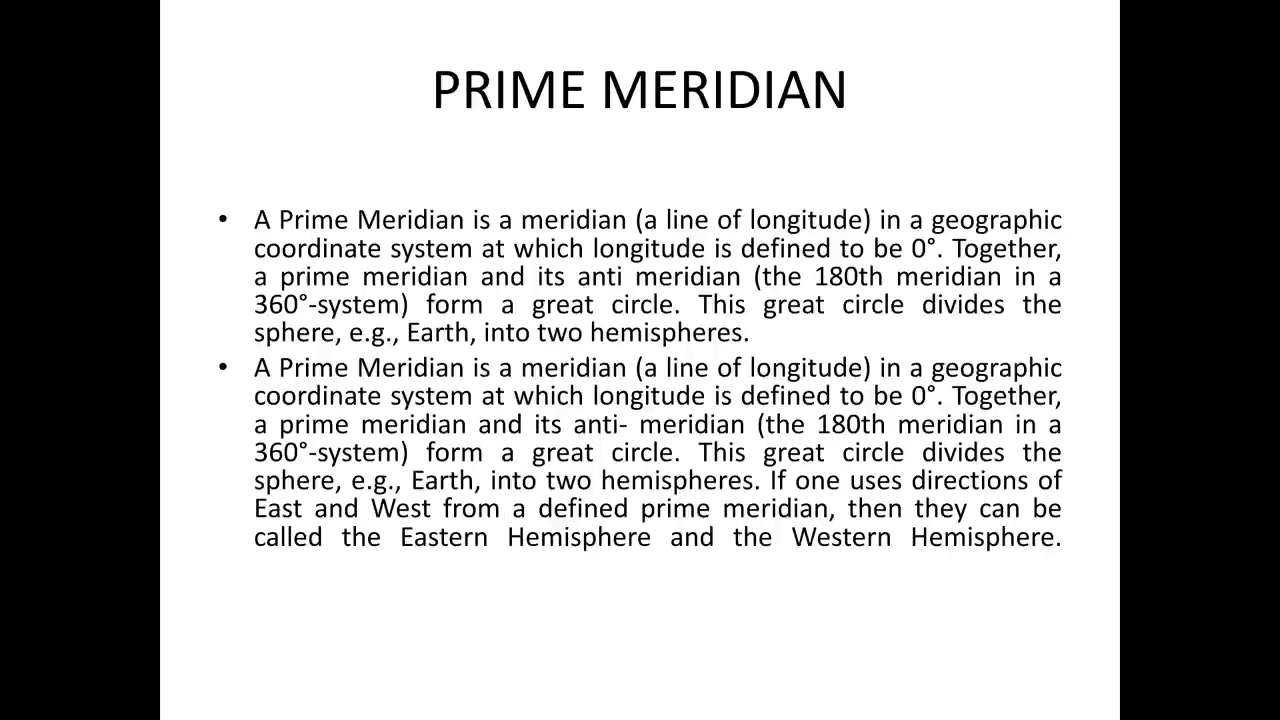 PRIME MERIDIAN
• A Prime Meridian is a meridian (a line of longitude) in a geographic
coordinate system at which longitude is defined to be 0°. Together,
a prime meridian and its anti meridian (the 180th meridian in a
360°-system) form a great circle. This great circle divides the
sphere, e.g., Earth, into two hemispheres.
• A Prime Meridian is a meridian (a line of longitude) in a geographic
coordinate system at which longitude is defined to be 0°. Together,
a prime meridian and its anti- meridian (the 180th meridian in a
360°-system) form a great circle. This great circle divides the
sphere, e.g., Earth, into two hemispheres. If one uses directions of
East and West from a defined prime meridian, then they can be
called the Eastern Hemisphere and the Western Hemisphere.